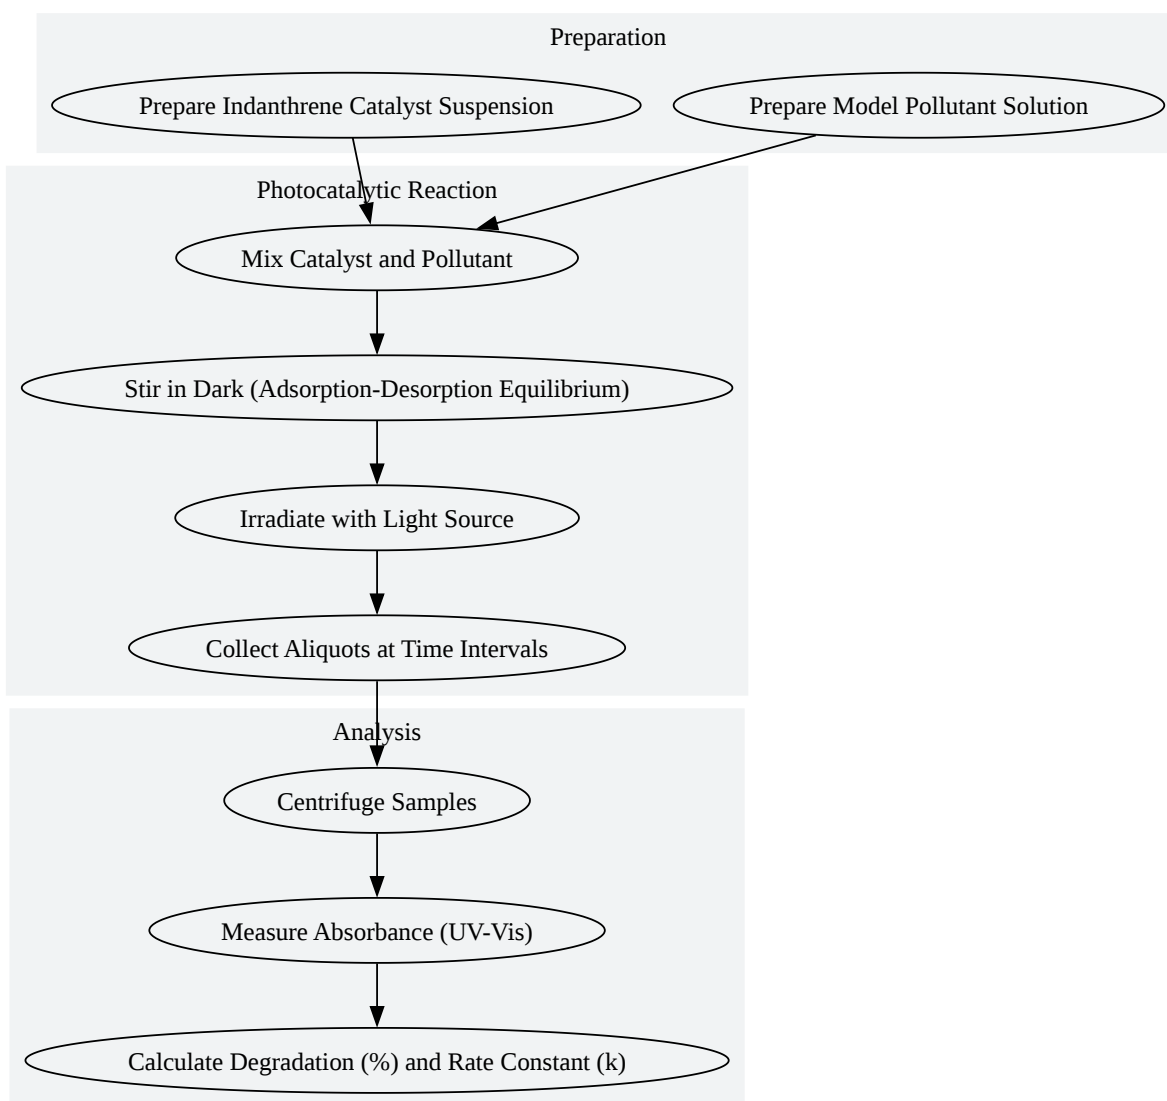 Preparation
Prepare Indanthrene Catalyst Suspension
Prepare Model Pollutant Solution
Photocatalytic Reaction
Mix Catalyst and Pollutant
Stir in Dark (Adsorption-Desorption Equilibrium)
Irradiate with Light Source
Collect Aliquots at Time Intervals
Analysis
Centrifuge Samples
Measure Absorbance (UV-Vis)
Calculate Degradation (%) and Rate Constant (k)